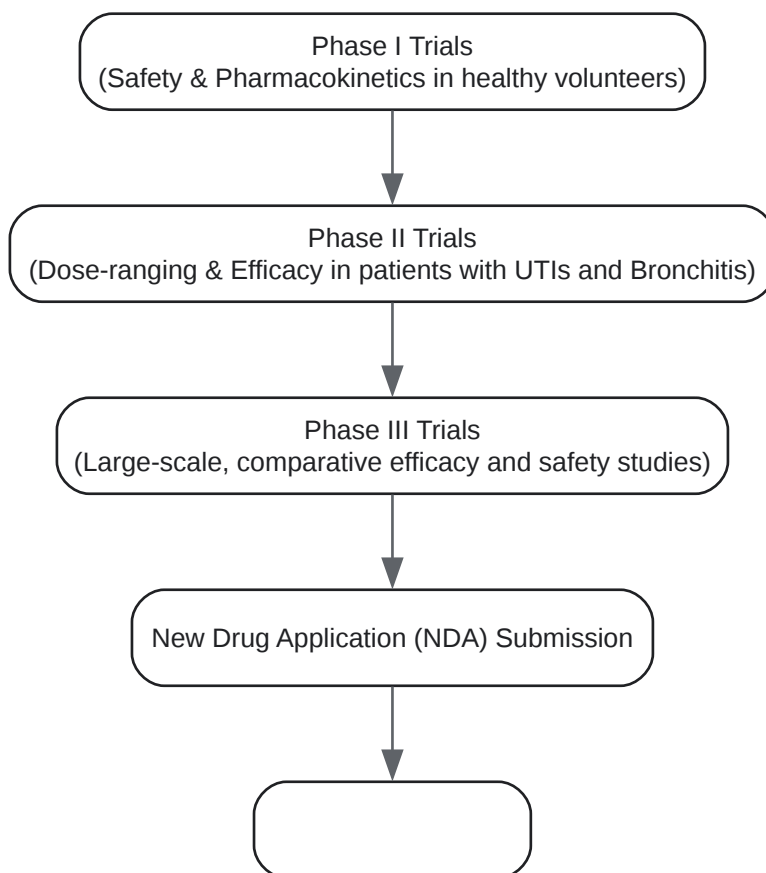 Phase I Trials
(Safety & Pharmacokinetics in healthy volunteers)
Phase II Trials
(Dose-ranging & Efficacy in patients with UTIs and Bronchitis)
Phase III Trials
(Large-scale, comparative efficacy and safety studies)
New Drug Application (NDA) Submission